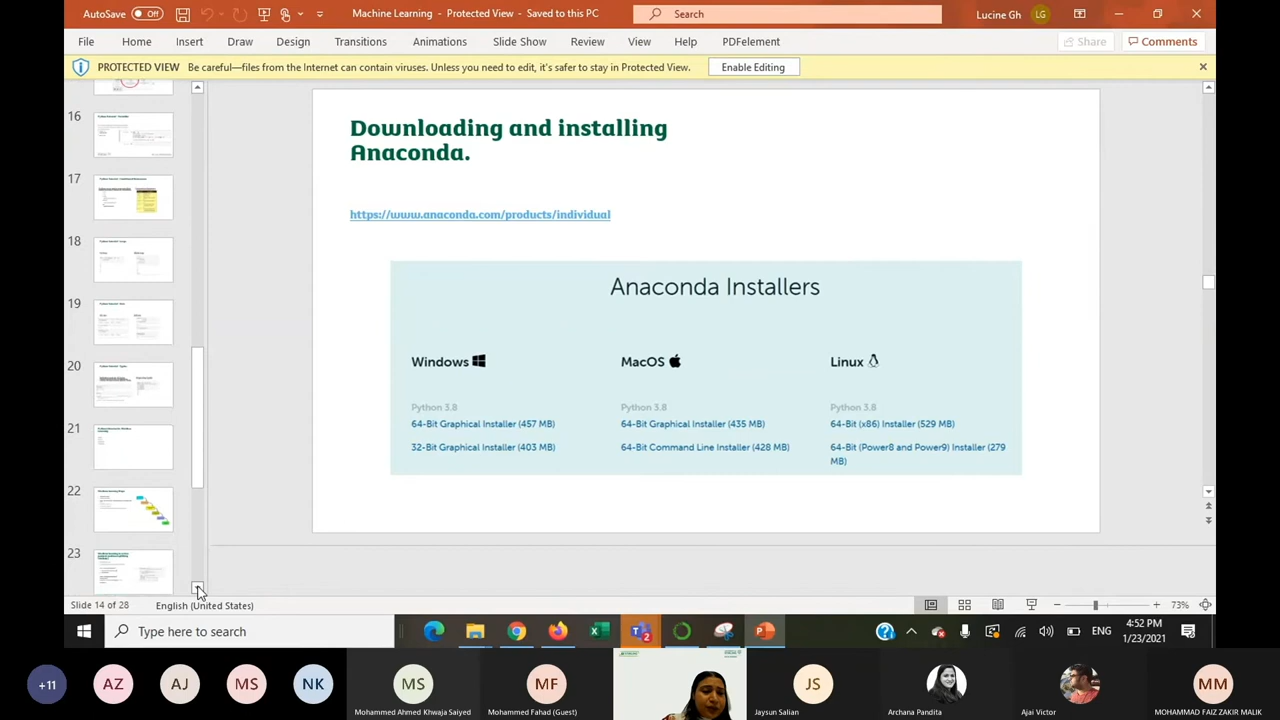 AutoSave Off
Machine Learning - Protected View - Saved to this PC
Search
Lucine Gh
LG
File Home Insert Draw Design Transitions Animations Slide Show Review View Help PDFelement
Share
Comments
PROTECTED VIEW Be careful—files from the Internet can contain viruses. Unless you need to edit, it's safer to stay in Protected View.
Enable Editing
16
17
18
19
20
21
22
23
Downloading and installing
Anaconda.
https://www.anaconda.com/products/individual
Anaconda Installers
Windows MacOS Linux
Python 3.8 Python 3.8 Python 3.8
64-Bit Graphical Installer (457 MB) 64-Bit Graphical Installer (435 MB) 64-Bit (x86) Installer (529 MB)
32-Bit Graphical Installer (403 MB) 64-Bit Command Line Installer (428 MB) 64-Bit (Power8 and Power9) Installer (279
MB)
Slide 14 of 28 English (United States)
73%
Type here to search
2
ENG
4:52 PM
1/23/2021
+11 AZ AJ MS NK MS MF JS MM
Mohammed Ahmed Khwaja Saiyed
Mohammed Fahad (Guest)
Jaysun Salian
Archana Pandita
Ajai Victor
MOHAMMAD FAIZ ZAKIR MALIK